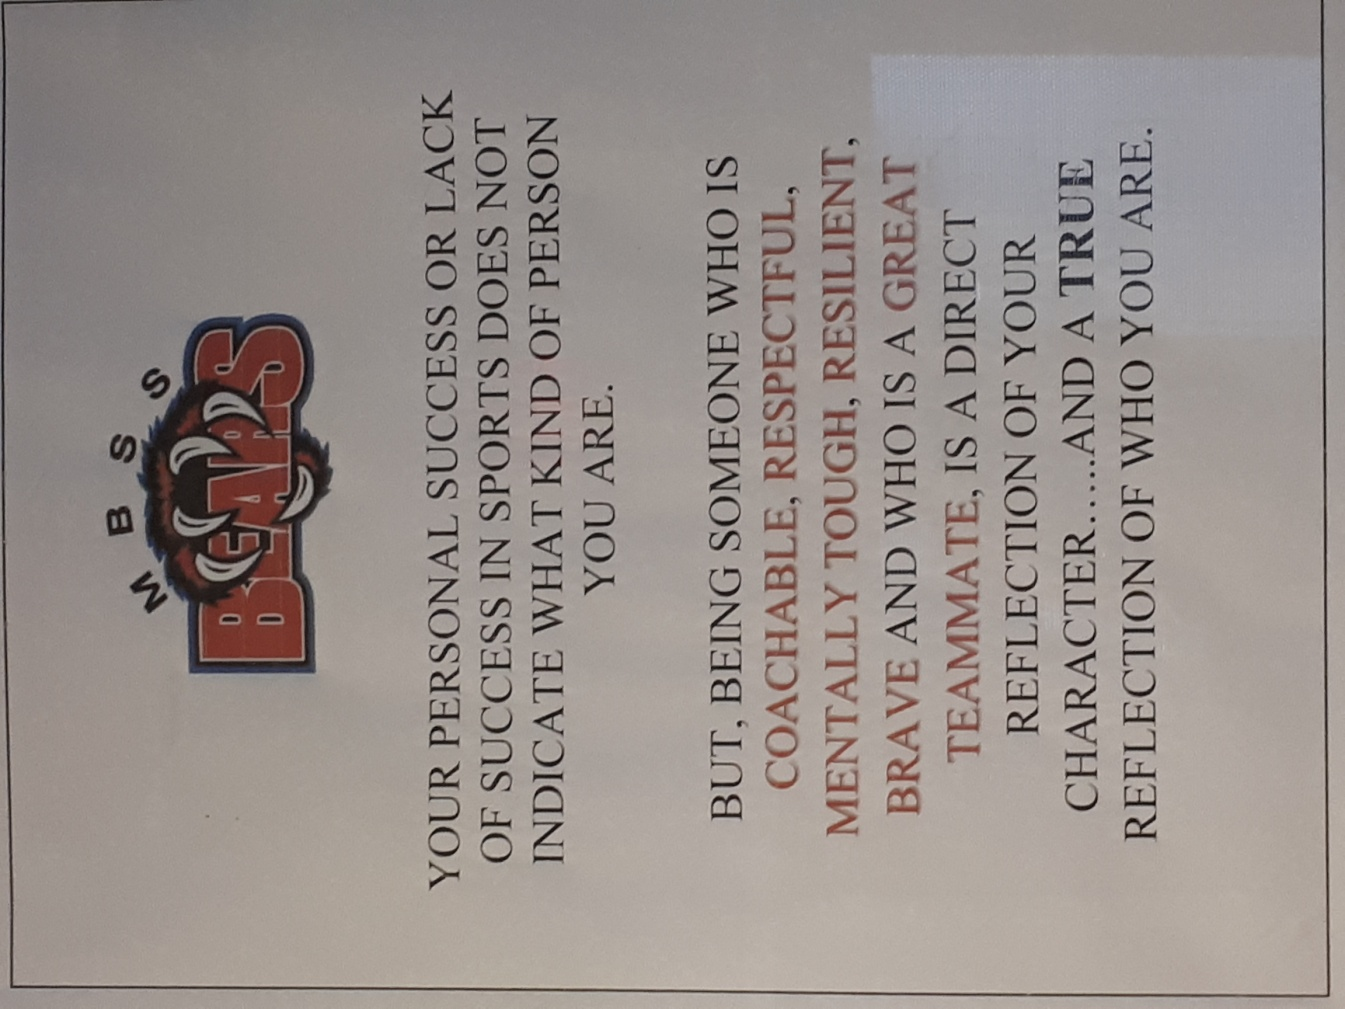 M B S S
BEARS
YOUR PERSONAL SUCCESS OR LACK
OF SUCCESS IN SPORTS DOES NOT
INDICATE WHAT KIND OF PERSON
YOU ARE.
BUT, BEING SOMEONE WHO IS
COACHABLE, RESPECTFUL,
MENTALLY TOUGH, RESILIENT,
BRAVE AND WHO IS A GREAT
TEAMMATE, IS A DIRECT
REFLECTION OF YOUR
CHARACTER…..AND A TRUE
REFLECTION OF WHO YOU ARE.